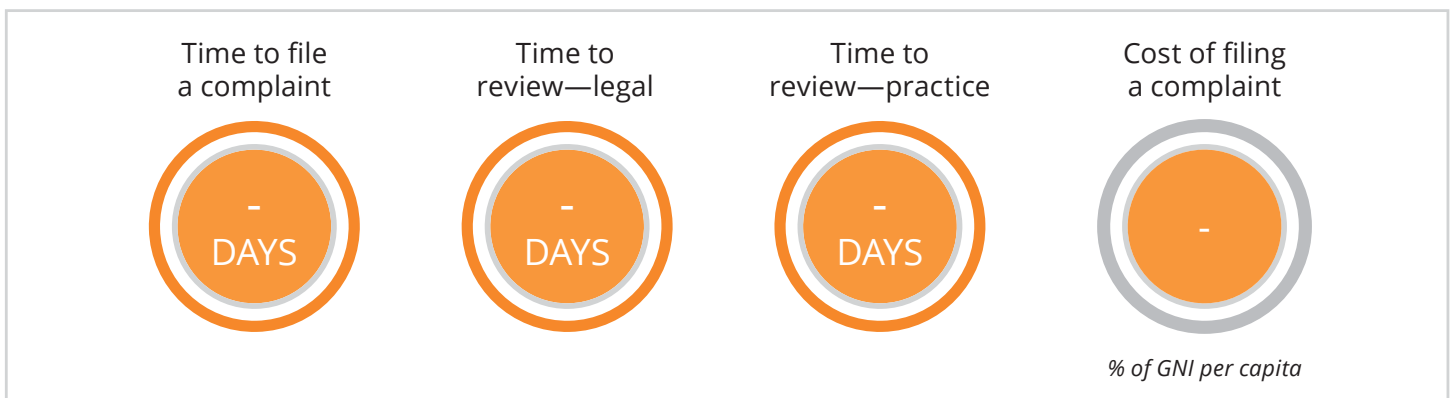 Time to file
a complaint
-
DAYS
Time to
review—legal
-
DAYS
Time to
review—practice
-
DAYS
Cost of filing
a complaint
-
% of GNI per capita